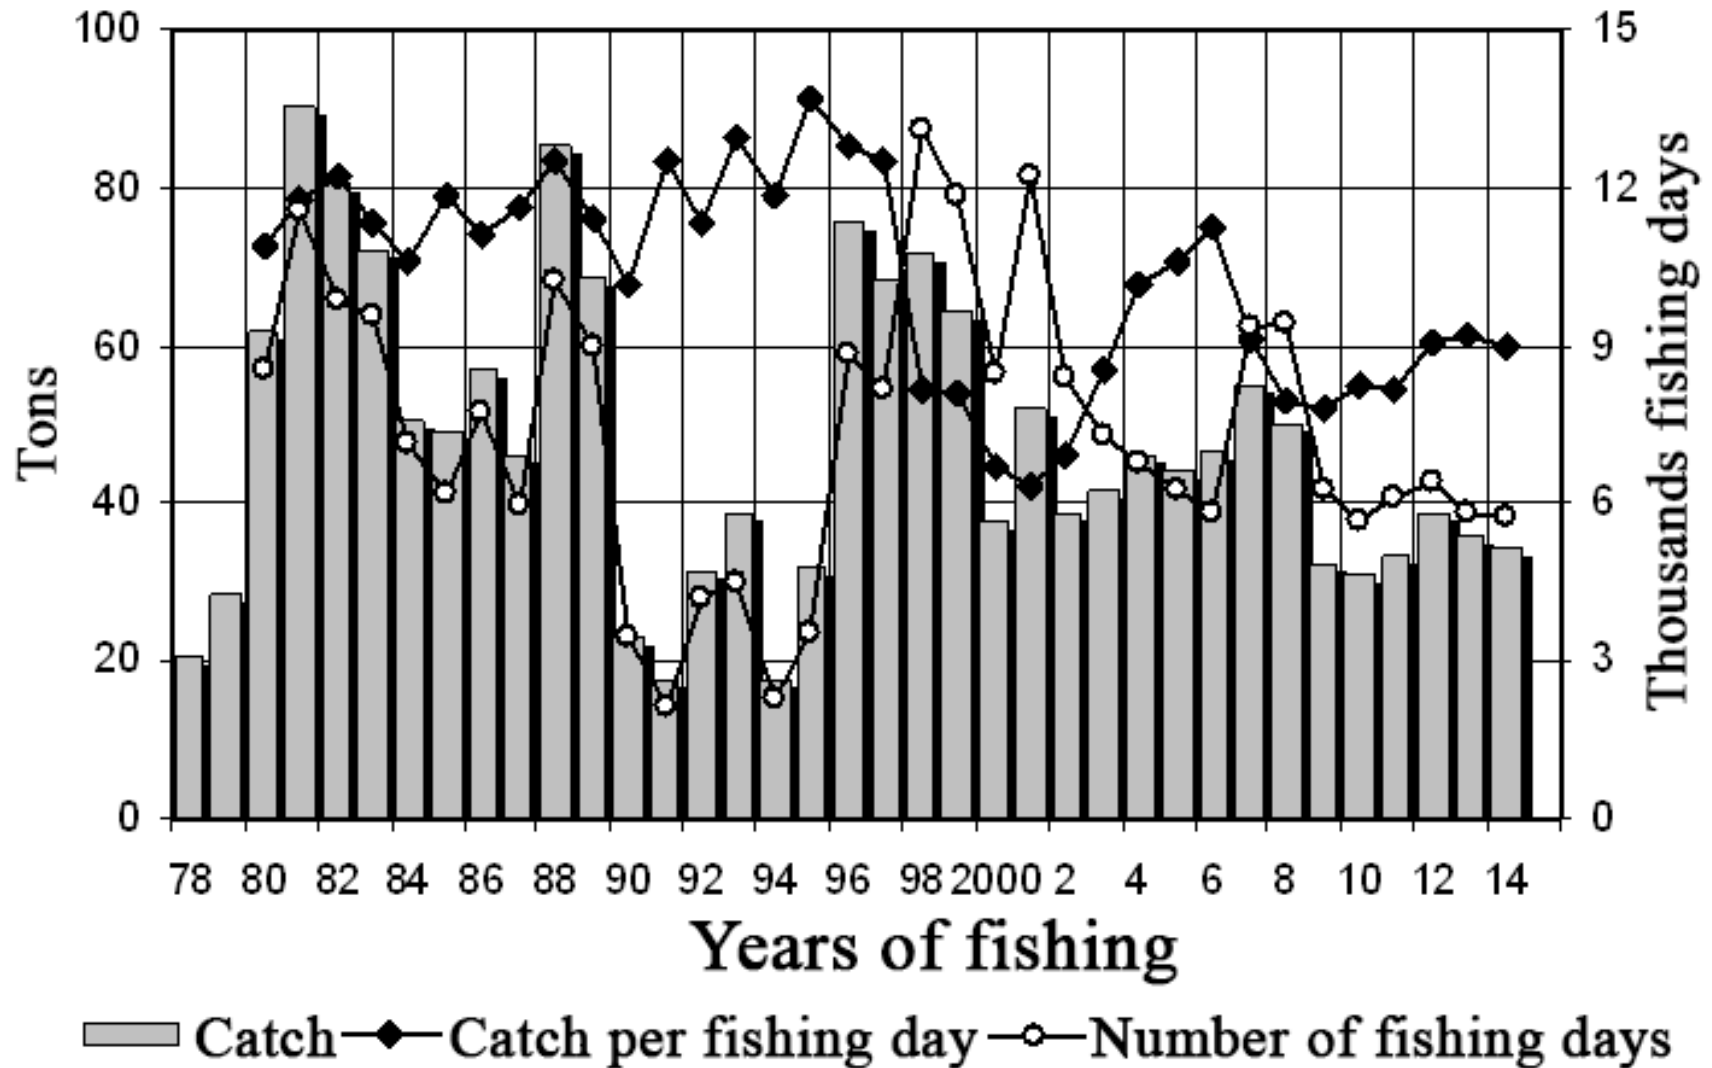 100
80
60
40
20
0
Tons
15
12
9
6
3
0
Thousands fishing days
78 80 82 84 86 88 90 92 94 96 98 2000 2 4 6 8 10 12 14
Years of fishing
Catch Catch per fishing day Number of fishing days